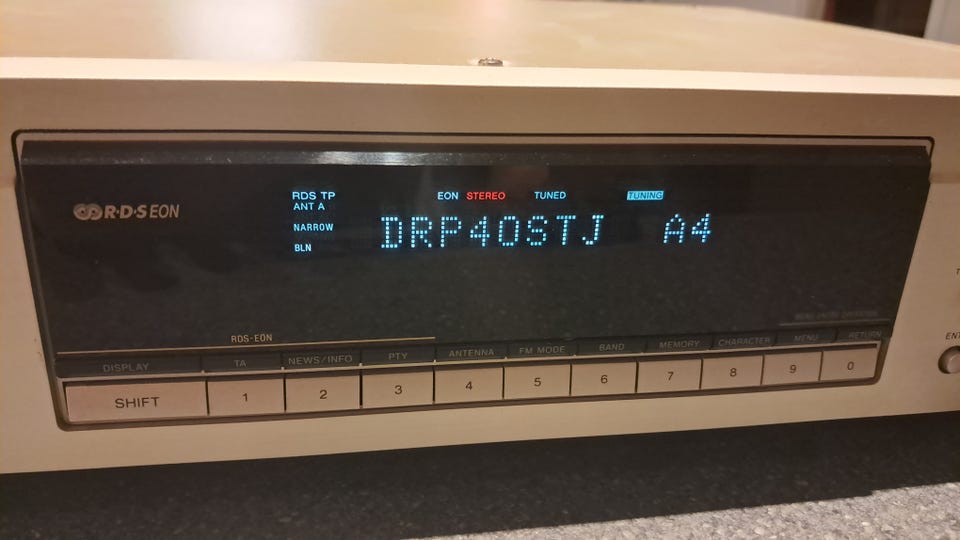 RDS TP EON STEREO TUNED TUNING
ANT A
R·D·S EON
NARROW
DRP4OSTJ A4
BLN
RDS-EON
DISPLAY TA NEWS/INFO PTY ANTENNA FM MODE BAND MEMORY CHARACTER MENU RETURN
SHIFT 1 2 3 4 5 6 7 8 9 0